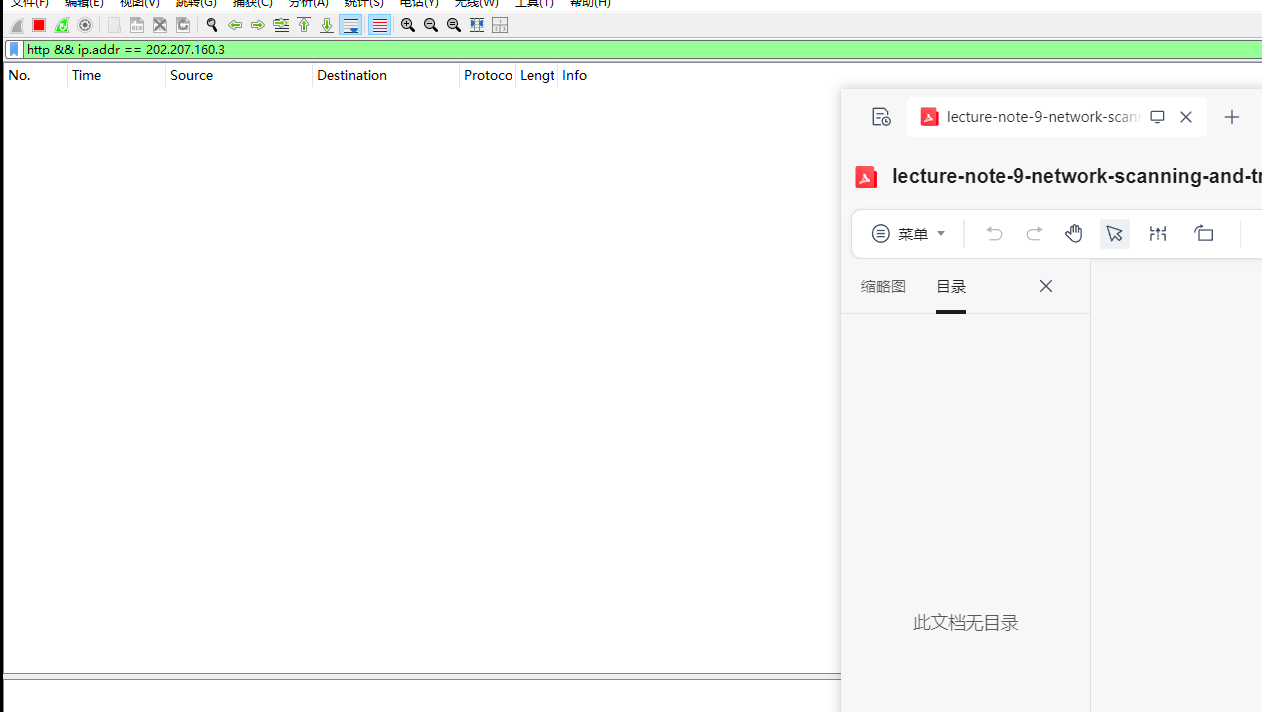 文件(F) 编辑(E) 视图(V) 跳转(G) 捕获(C) 分析(A) 统计(S) 电话(Y) 无线(W) 工具(T) 帮助(H)
http && ip.addr == 202.207.160.3
No. Time Source Destination Protoco Lengt Info
lecture-note-9-network-scan
lecture-note-9-network-scanning-and-tr
菜单
缩略图 目录
此文档无目录